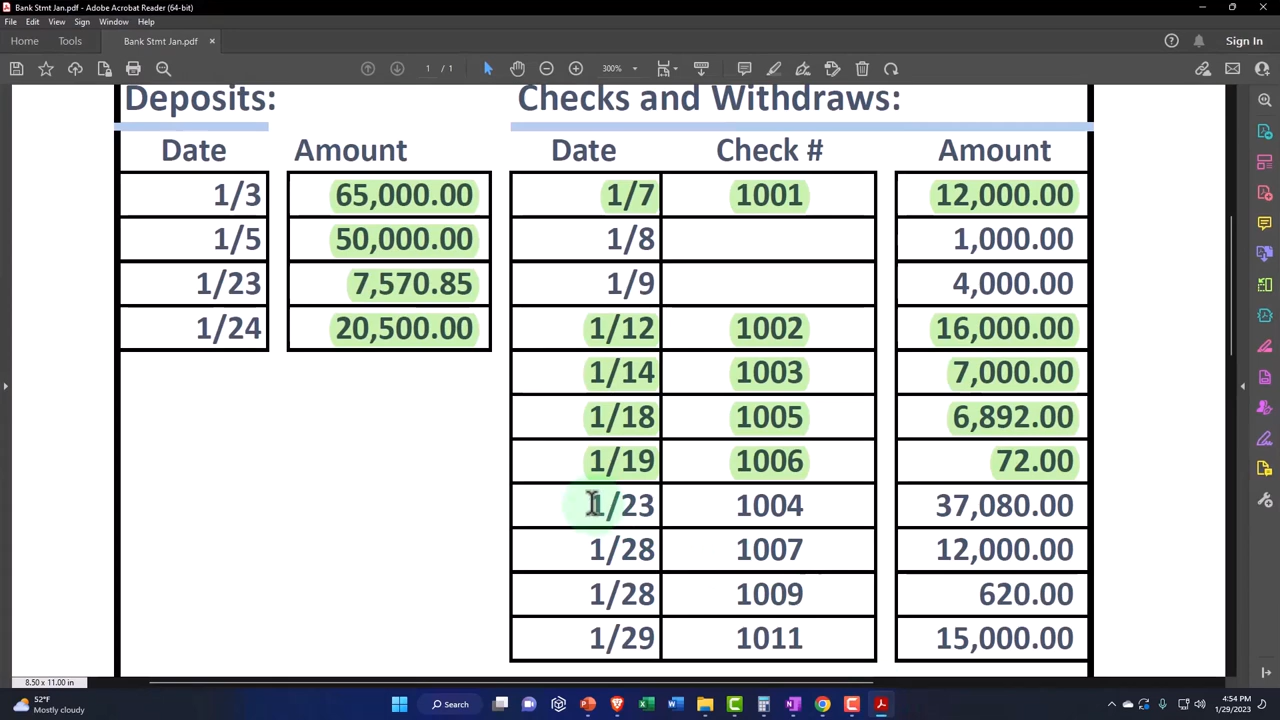 Bank Stmt Jan.pdf - Adobe Acrobat Reader (64-bit)
File Edit View Sign Window Help
Home Tools Bank Stmt Jan.pdf × Sign In
1 / 1 300%
Deposits: Checks and Withdraws:
Date Amount Date Check # Amount
1/3 65,000.00 1/7 1001 12,000.00
1/5 50,000.00 1/8 1,000.00
1/23 7,570.85 1/9 4,000.00
1/24 20,500.00 1/12 1002 16,000.00
1/14 1003 7,000.00
1/18 1005 6,892.00
1/19 1006 72.00
1/23 1004 37,080.00
1/28 1007 12,000.00
1/28 1009 620.00
1/29 1011 15,000.00
8.50 x 11.00 in
52°F
Mostly cloudy
Search
4:54 PM
1/29/2023